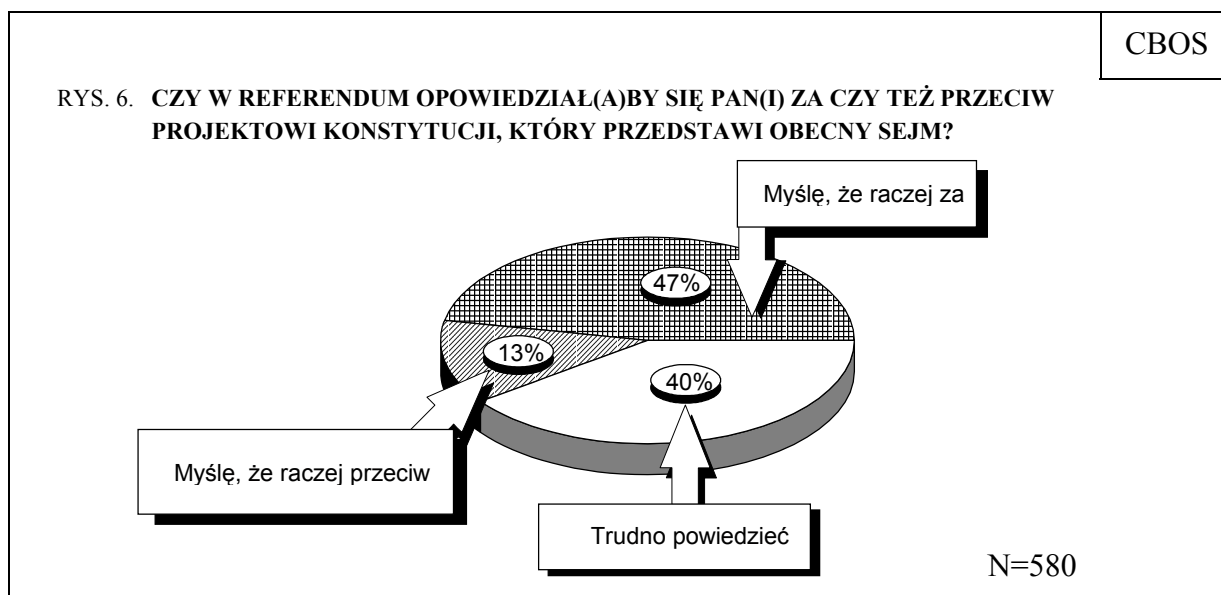 CBOS
RYS. 6. CZY W REFERENDUM OPOWIEDZIAŁ(A)BY SIĘ PAN(I) ZA CZY TEŻ PRZECIW
PROJEKTOWI KONSTYTUCJI, KTÓRY PRZEDSTAWI OBECNY SEJM?
Myślę, że raczej za
47%
13%
40%
Myślę, że raczej przeciw
Trudno powiedzieć
N=580